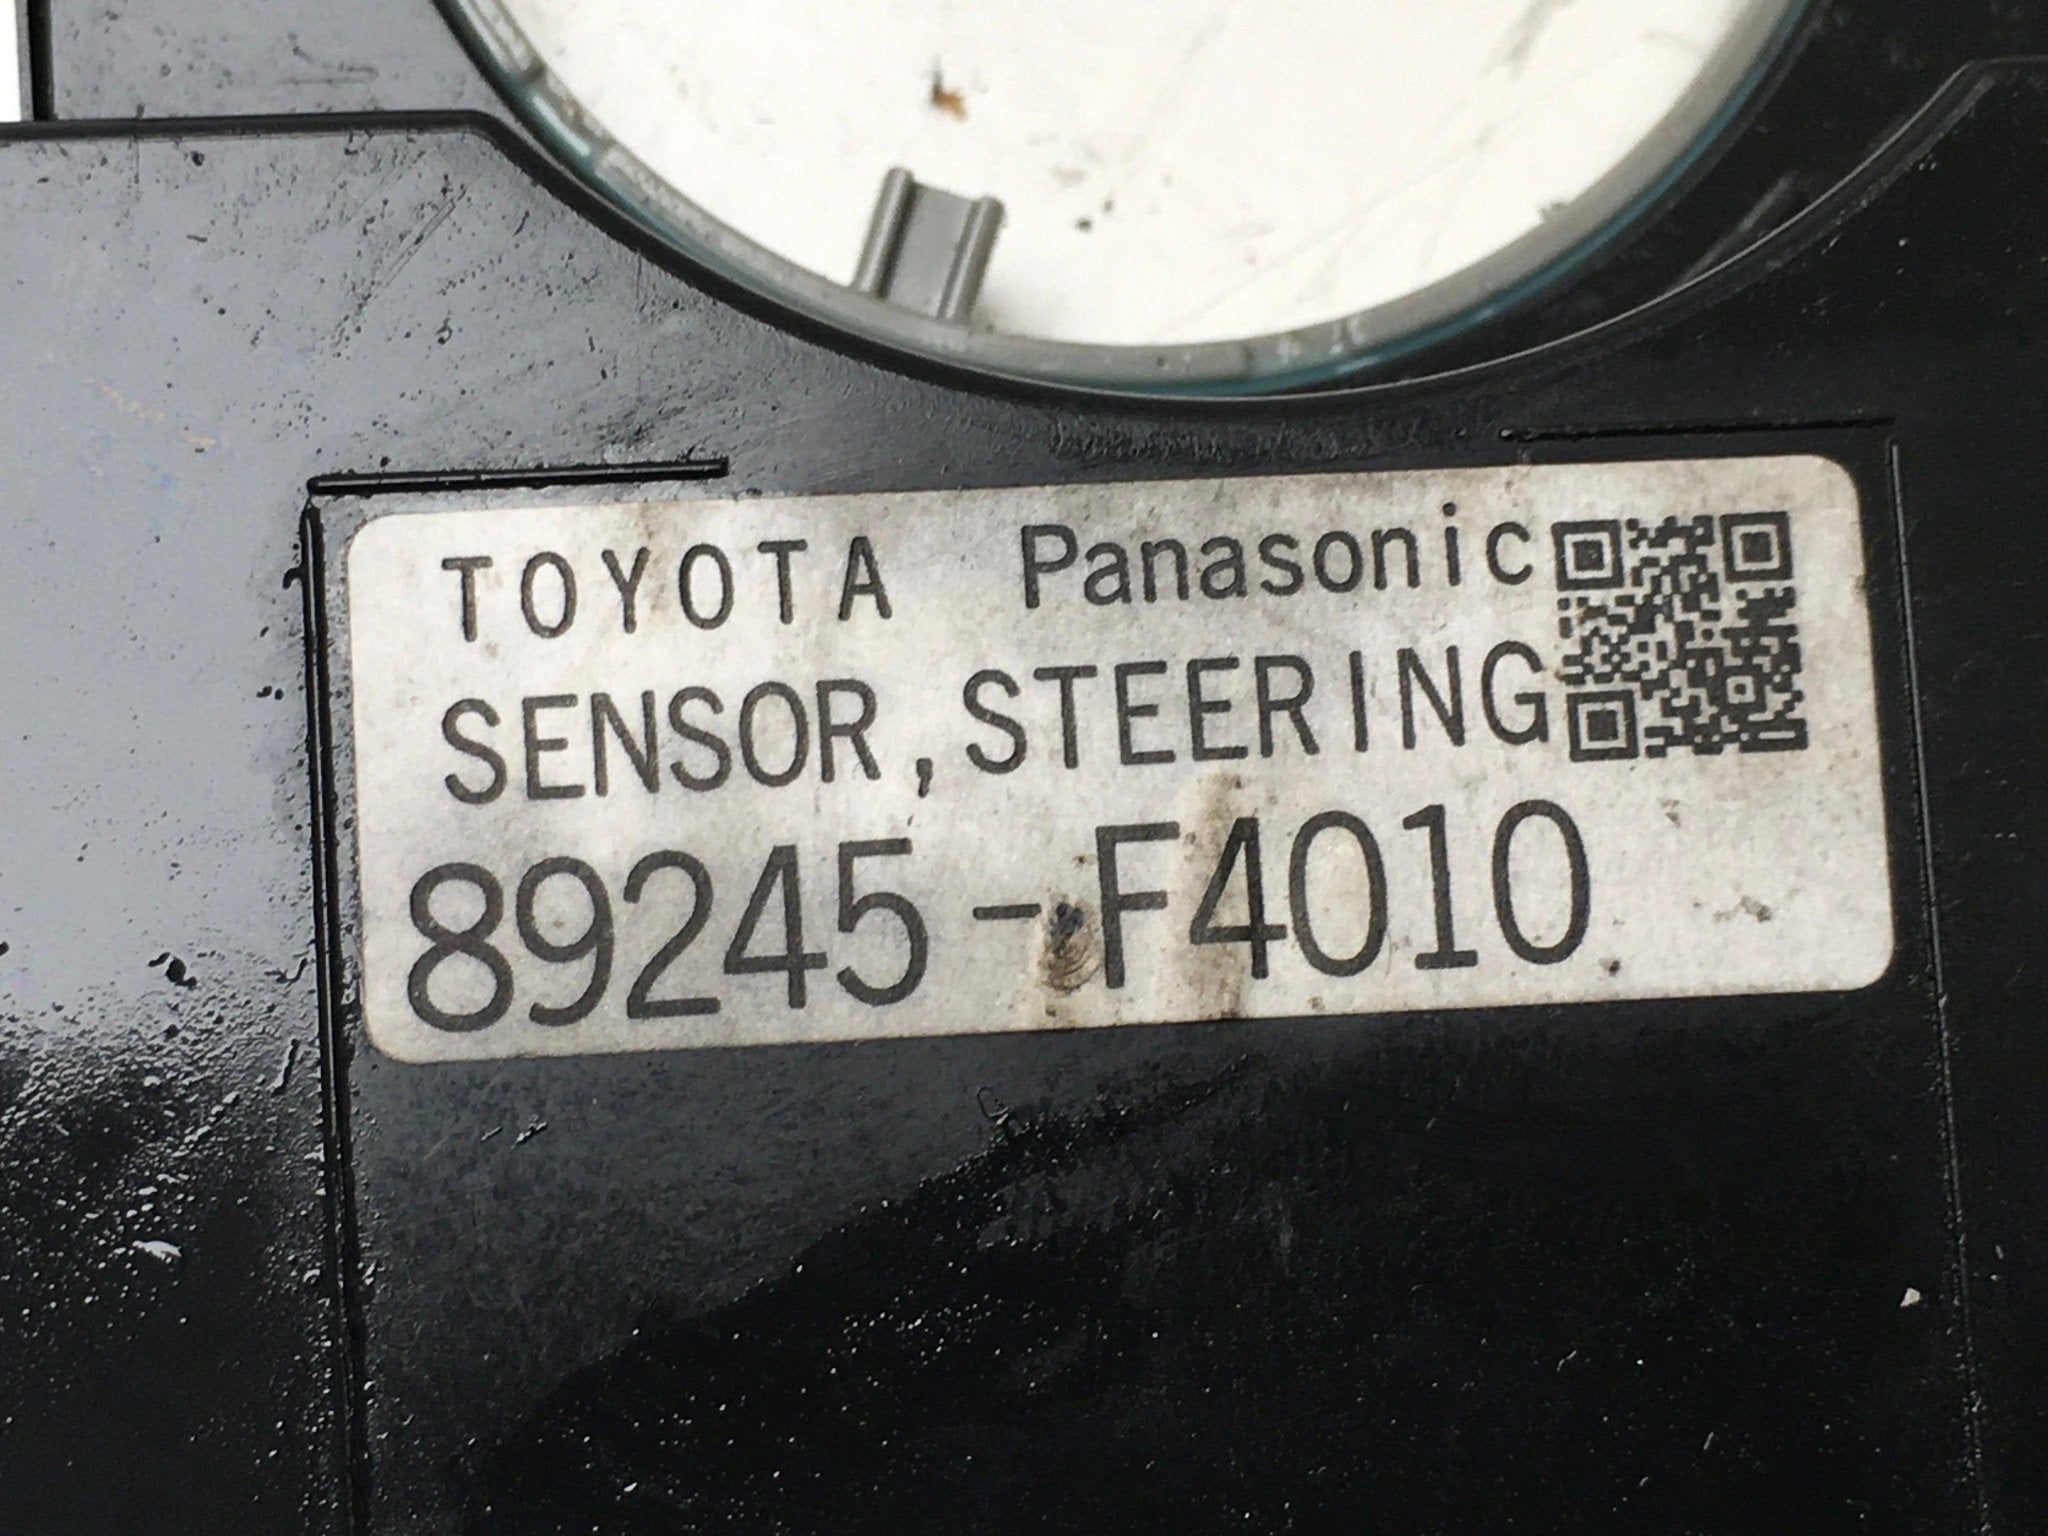 TOYOTA Panasonic
SENSOR, STEERING
89245-F4010